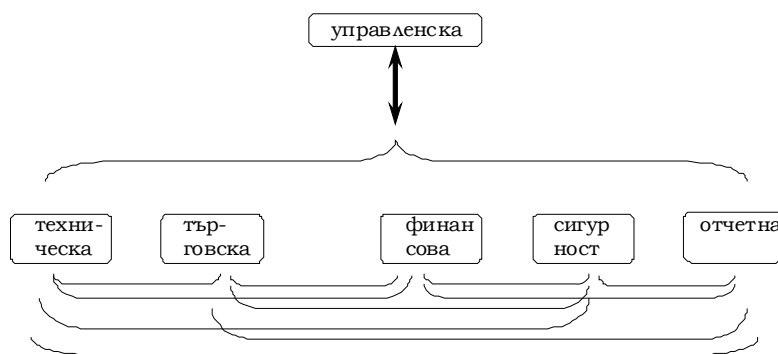 управленска
техни-
ческа
тър-
говска
финан
сова
сигур
ност
отчетна